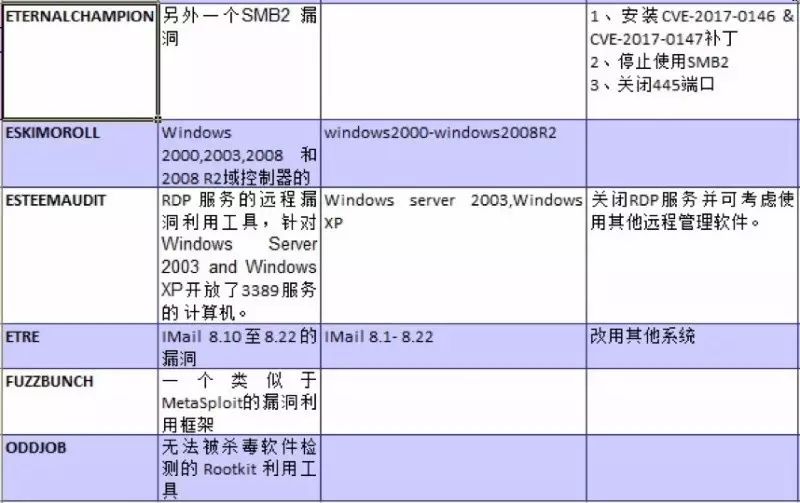 ETERNALCHAMPION
另外一个SMB2 漏
洞
1、安装CVE-2017-0146 &
CVE-2017-0147补丁
2、停止使用SMB2
3、关闭445端口
ESKIMOROLL
Windows
2000,2003,2008 和
2008 R2域控制器的
windows2000-windows2008R2
ESTEEMAUDIT
RDP 服务的远程漏
洞利用工具，针对
Windows Server
2003 and Windows
XP开放了3389服务
的 计算机。
Windows server 2003,Windows
XP
关闭RDP服务并可考虑使
用其他远程管理软件。
ETRE
IMail 8.10至8.22的
漏洞
IMail 8.1- 8.22
改用其他系统
FUZZBUNCH
一个类似于
MetaSploit的漏洞利
用框架
ODDJOB
无法被杀毒软件检
测的 Rootkit 利用工
具